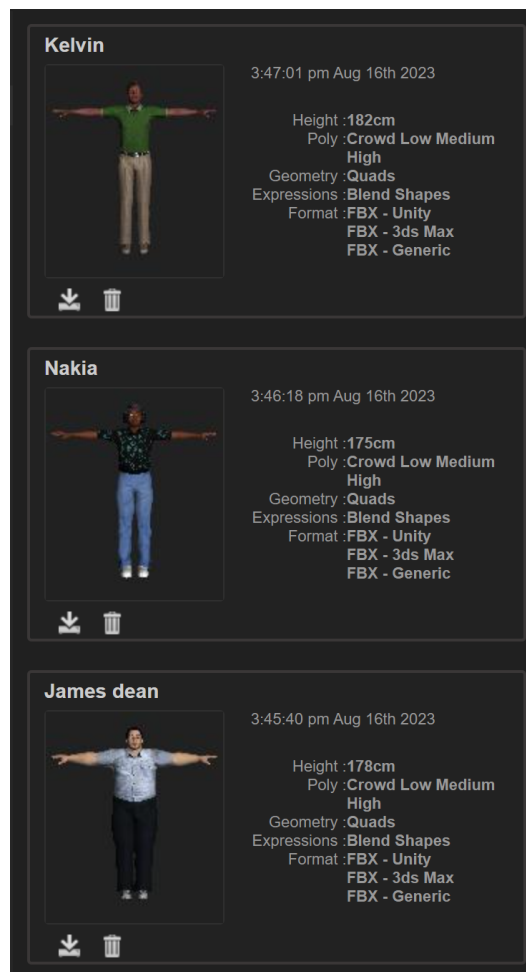 Kelvin
3:47:01 pm Aug 16th 2023
Height :182cm
Poly :Crowd Low Medium
High
Geometry :Quads
Expressions :Blend Shapes
Format :FBX - Unity
FBX - 3ds Max
FBX - Generic
Nakia
3:46:18 pm Aug 16th 2023
Height :175cm
Poly :Crowd Low Medium
High
Geometry :Quads
Expressions :Blend Shapes
Format :FBX - Unity
FBX - 3ds Max
FBX - Generic
James dean
3:45:40 pm Aug 16th 2023
Height :178cm
Poly :Crowd Low Medium
High
Geometry :Quads
Expressions :Blend Shapes
Format :FBX - Unity
FBX - 3ds Max
FBX - Generic